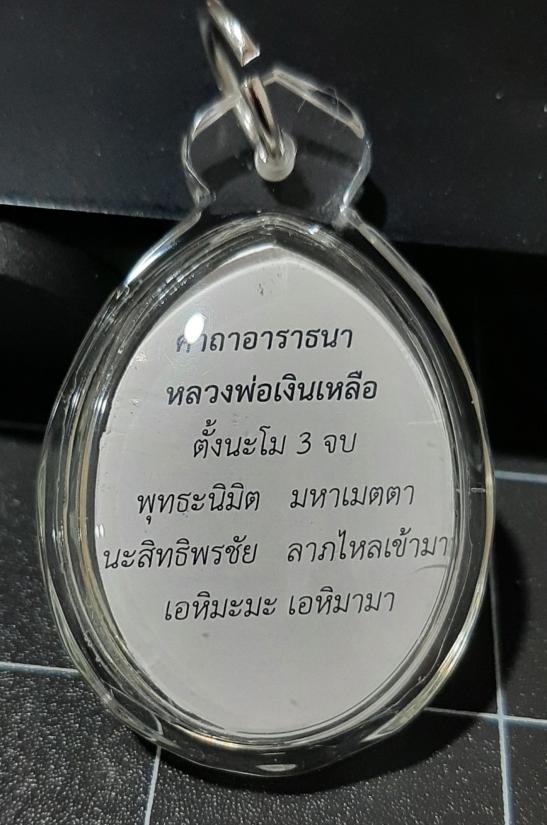 คาถาอาราธนา
หลวงพ่อเงินเหลือ
ตั้งนะโม 3 จบ
พุทธะนิมิต มหาเมตตา
นะสิทธิพรชัย ลาภไหลเข้ามา
เอหิมะมะ เอหิมามา